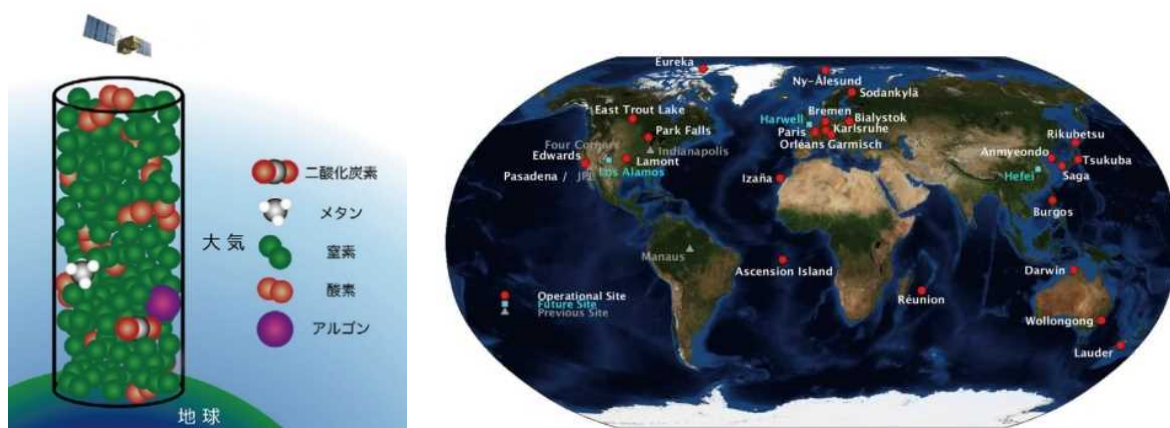 二酸化炭素
メタン
大気
窒素
酸素
アルゴン
地球
Eureka
Ny-Ålesund
Sodankylä
East Trout Lake
Bremen
Harwell
Bialystok
Park Falls
Paris
Karlsruhe
Rikubetsu
Four Corners
Indianapolis
Orléans Garmisch
Edwards
Lamont
Anmyeondo
Tsukuba
Pasadena / JPL
Los Alamos
Izaña
Hefei
Saga
Burgos
Manaus
Ascension Island
Darwin
Operational Site
Future Site
Previous Site
Réunion
Wollongong
Lauder